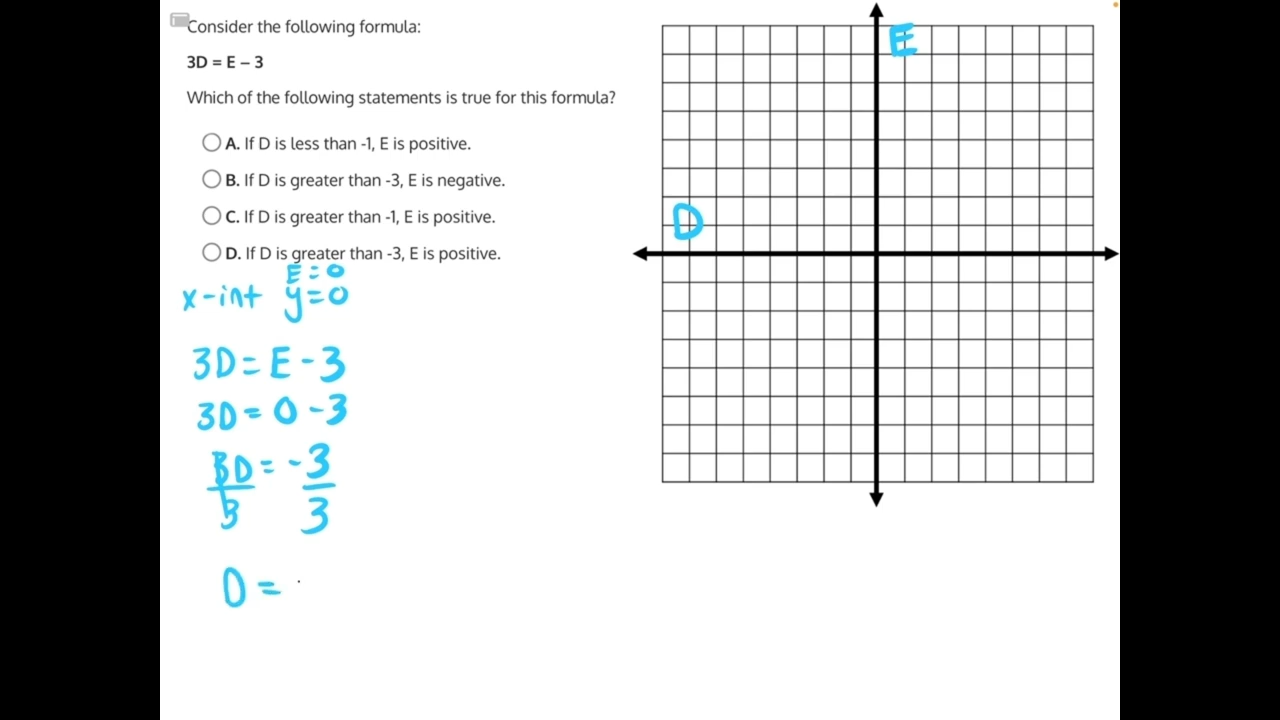 Consider the following formula:
3D = E – 3
Which of the following statements is true for this formula?
A. If D is less than -1, E is positive.
B. If D is greater than -3, E is negative.
C. If D is greater than -1, E is positive.
D. If D is greater than -3, E is positive.
E = 0
x-int y=0
3D = E - 3
3D = 0 - 3
3D = -3
3 3
D =
E
D